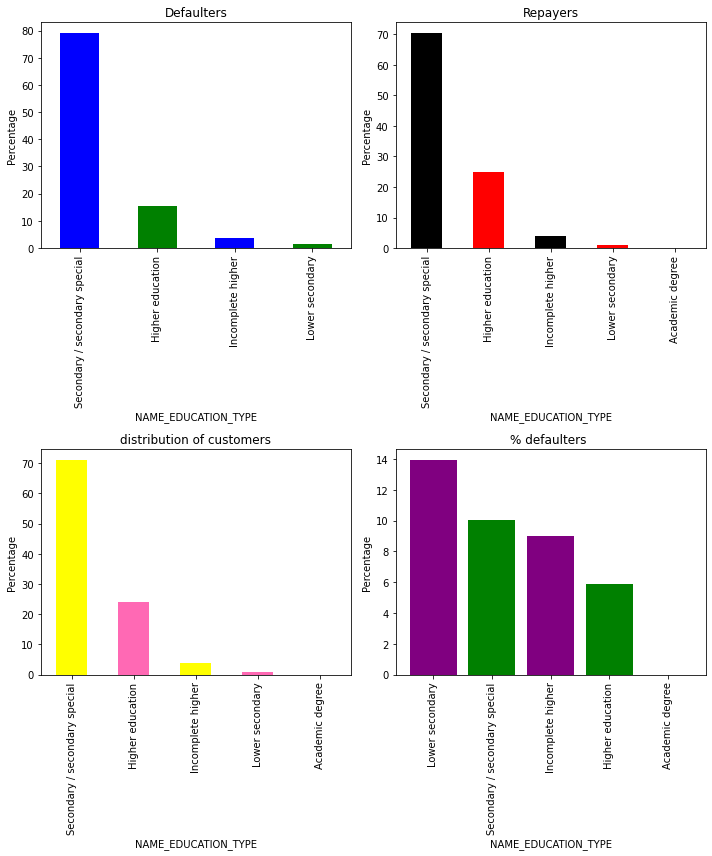 Defaulters
80
70
60
50
40
30
20
10
0
Percentage
Secondary / secondary special
Higher education
Incomplete higher
Lower secondary
NAME_EDUCATION_TYPE
Repayers
70
60
50
40
30
20
10
0
Percentage
Secondary / secondary special
Higher education
Incomplete higher
Lower secondary
Academic degree
NAME_EDUCATION_TYPE
distribution of customers
70
60
50
40
30
20
10
0
Percentage
Secondary / secondary special
Higher education
Incomplete higher
Lower secondary
Academic degree
NAME_EDUCATION_TYPE
% defaulters
14
12
10
8
6
4
2
0
Percentage
Lower secondary
Secondary / secondary special
Incomplete higher
Higher education
Academic degree
NAME_EDUCATION_TYPE